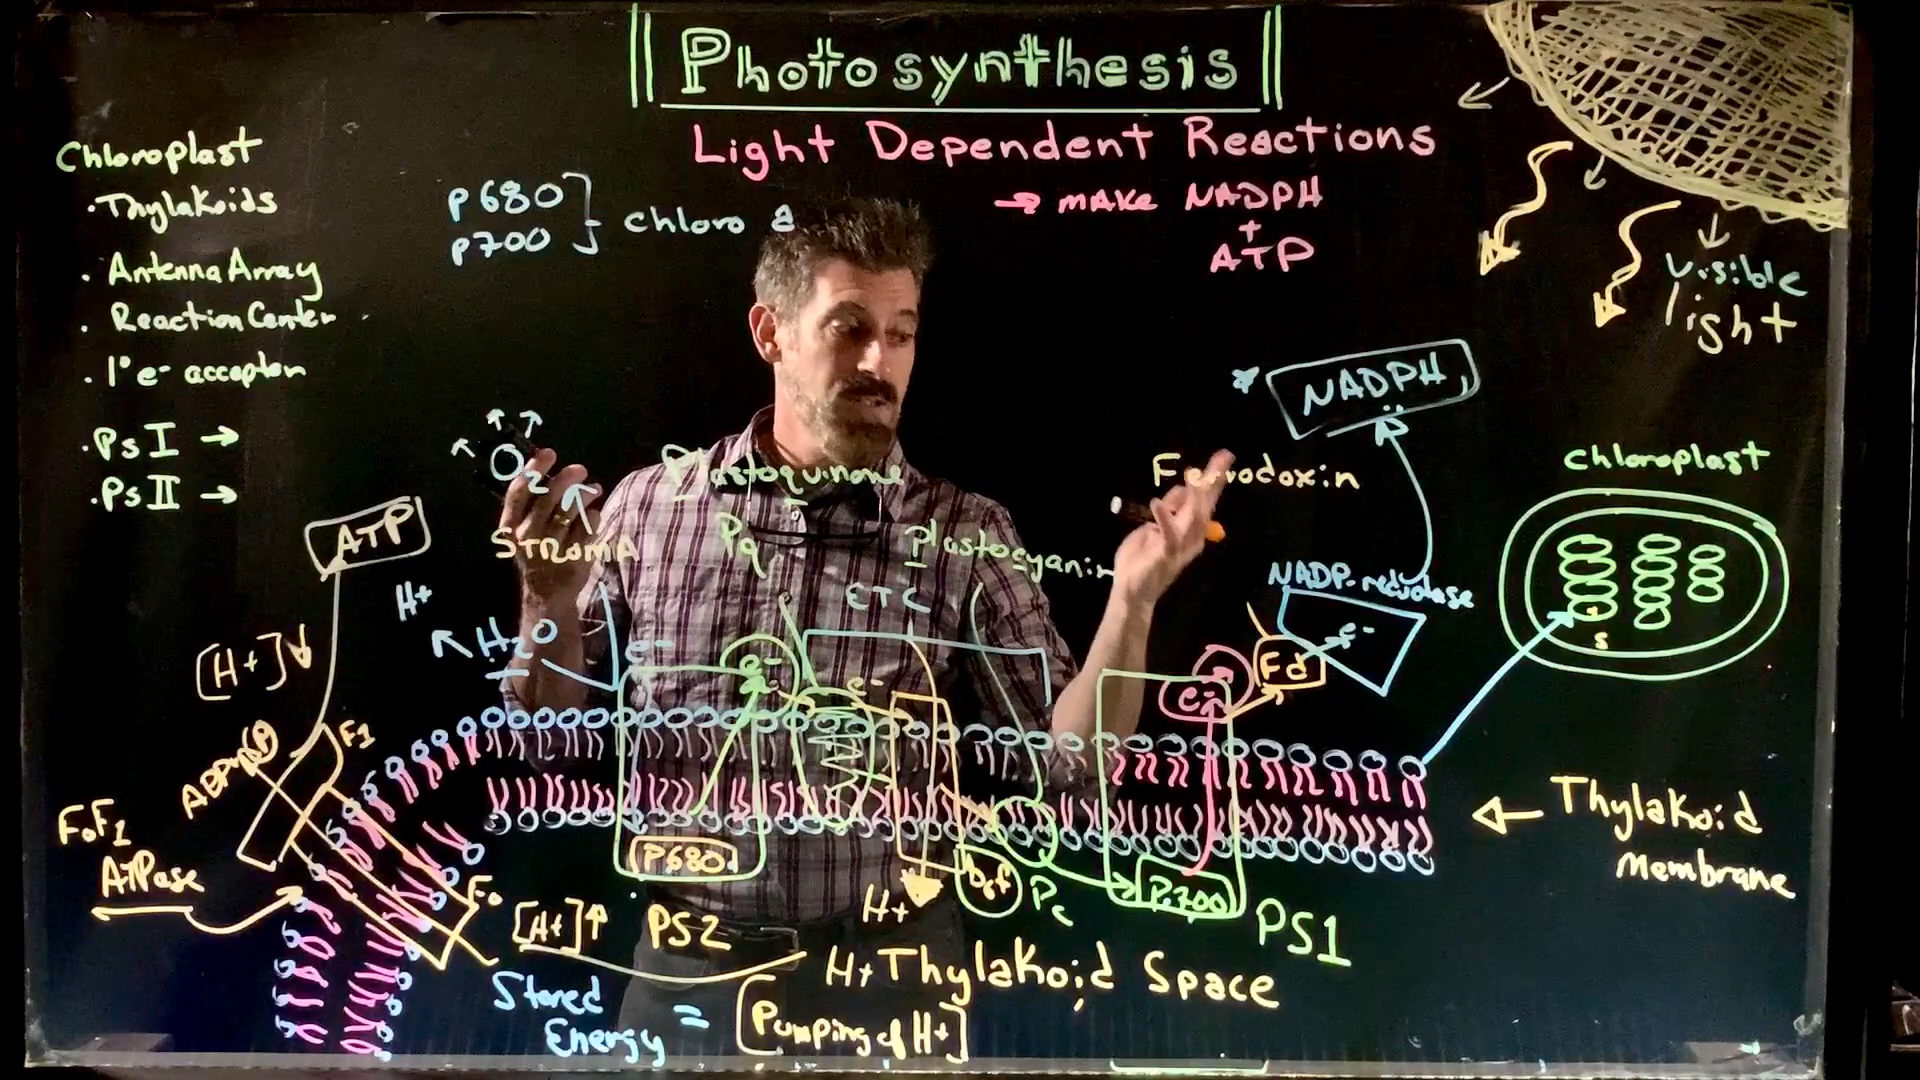 Photosynthesis
Light Dependent Reactions
→ make NADPH
+
ATP
Chloroplast
• Thylakoids
• Antenna Array
• Reaction Center
• 1° e- acceptor
• Ps I →
• Ps II →
P680
P700
chloro a
visible
light
NADPH
O2
Plastoquinone
Ferrodoxin
Chloroplast
ATP
STROMA
Pq
plastocyanin
ETC
NADP-reductase
H+
H2O
e-
e-
e-
e-
Fd
e-
s
[H+]↓
F1
FoF1
ATPase
P680
H+
b6f
Pc
P700
Thylakoid
Membrane
Fo
[H+]↑
PS2
PS1
H+ Thylakoid Space
Stored
Energy
= [Pumping of H+]